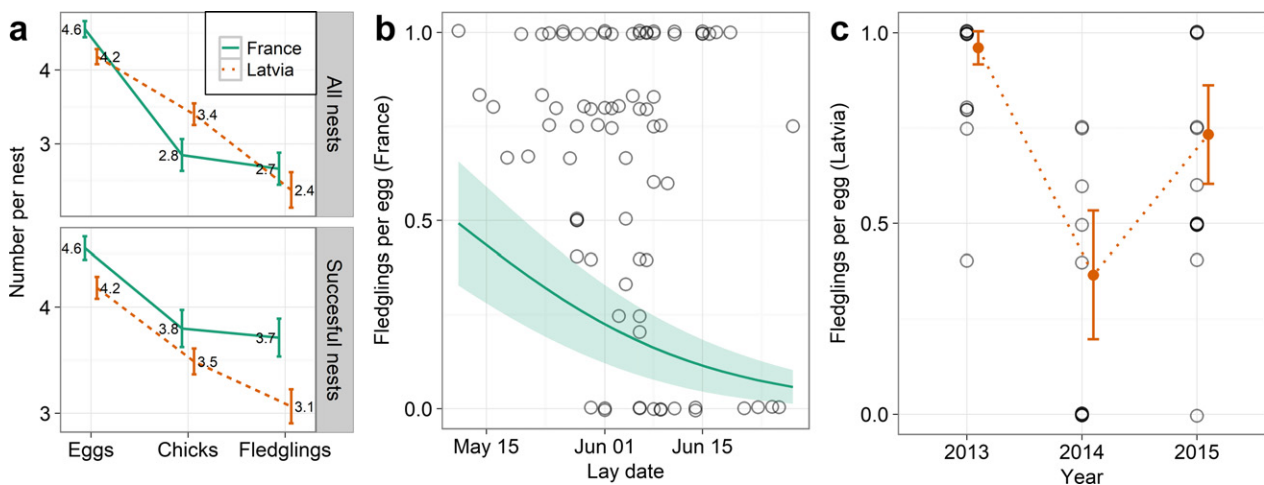 a
Number per nest
4
3
4.6
4.2
3.4
2.8
2.7
2.4
France
Latvia
All nests
4
3
4.6
4.2
3.8
3.5
3.7
3.1
Succesful nests
Eggs Chicks Fledglings
b
Fledglings per egg (France)
1.0
0.5
0.0
May 15 Jun 01 Jun 15
Lay date
c
Fledglings per egg (Latvia)
1.0
0.5
0.0
2013 2014 2015
Year